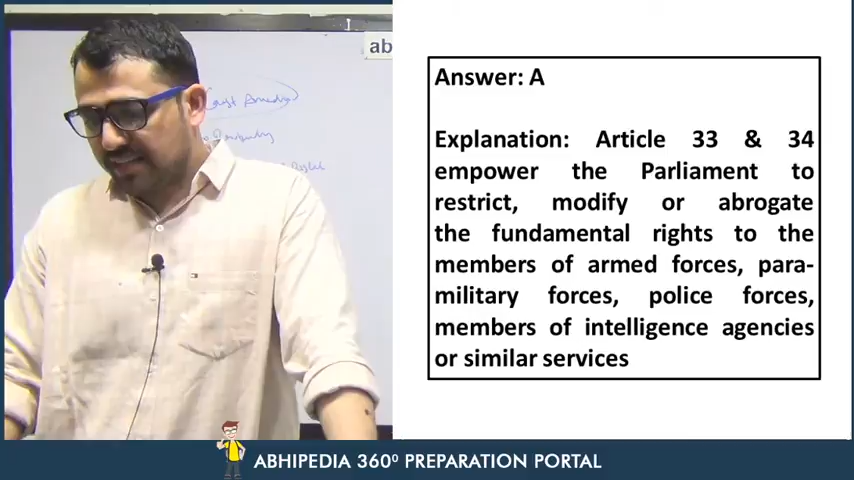 ab
Answer: A
Explanation: Article 33 & 34
empower the Parliament to
restrict, modify or abrogate
the fundamental rights to the
members of armed forces, para-
military forces, police forces,
members of intelligence agencies
or similar services
ABHIPEDIA 360⁰ PREPARATION PORTAL